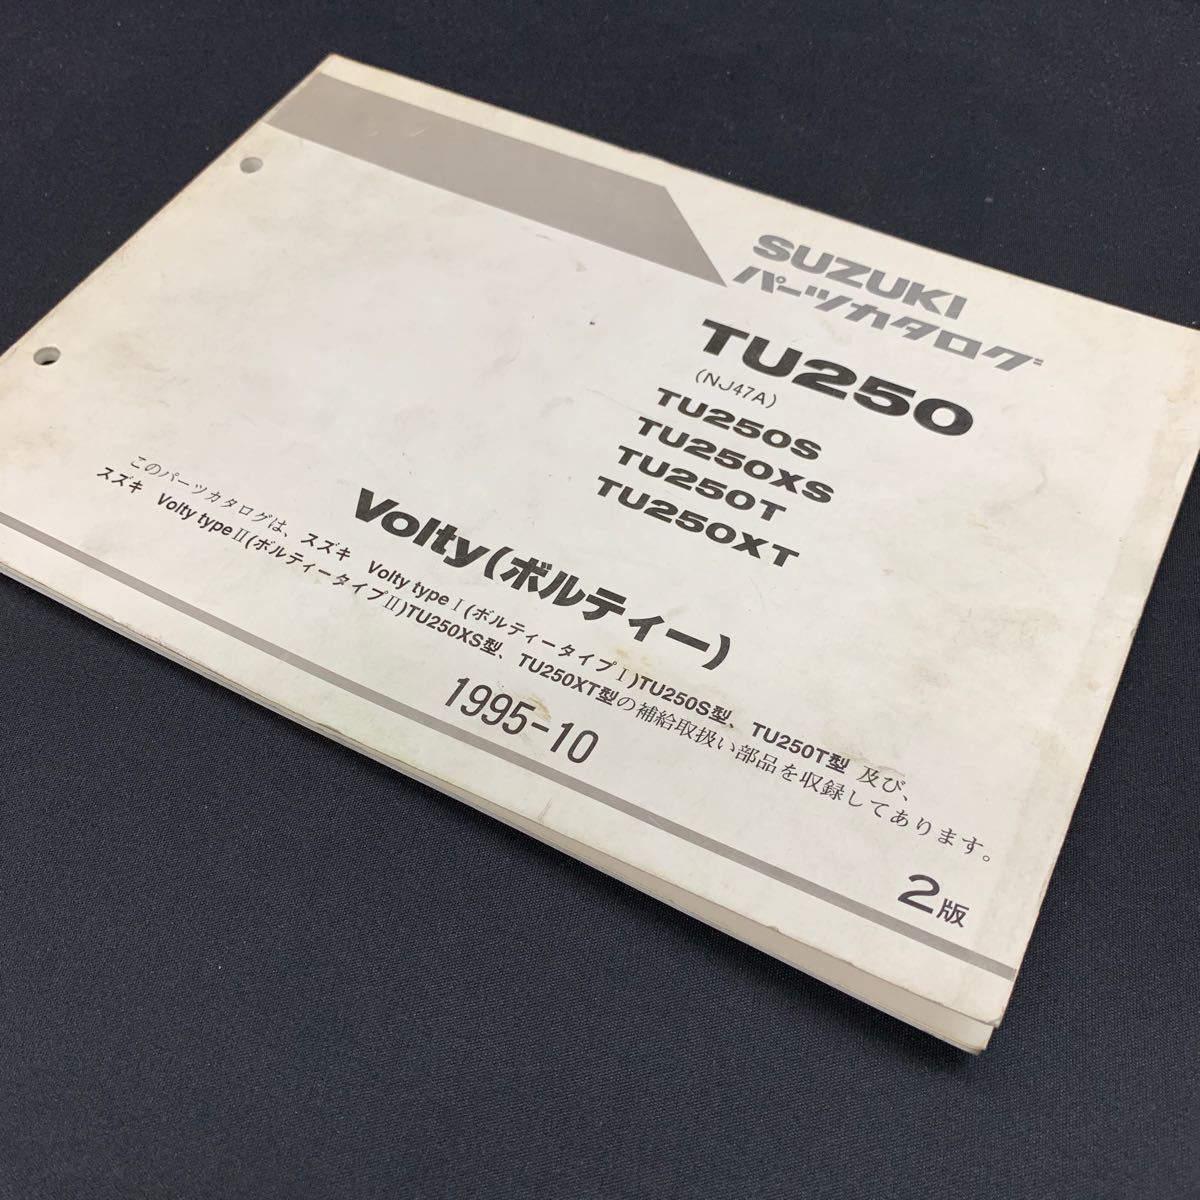 SUZUKI
パーツカタログ
TU250
(NJ47A)
TU250S
TU250XS
TU250T
TU250XT
Volty(ボルティー)
このパーツカタログは、スズキ Volty type I (ボルティータイプ I )TU250S型、TU250T型 及び、
スズキ Volty type II (ボルティータイプ II )TU250XS型、TU250XT型の補給取扱い部品を収録してあります。
1995-10
2版